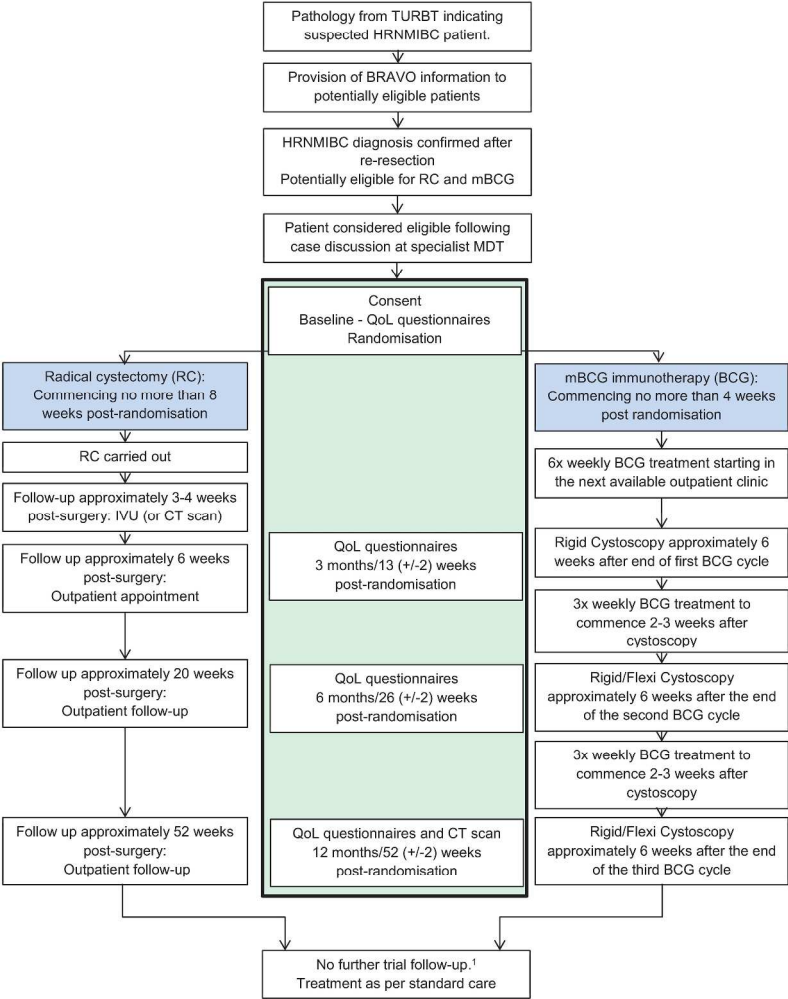 Pathology from TURBT indicating
suspected HRNMIBC patient.
Provision of BRAVO information to
potentially eligible patients
HRNMIBC diagnosis confirmed after
re-resection
Potentially eligible for RC and mBCG
Patient considered eligible following
case discussion at specialist MDT
Consent
Baseline - QoL questionnaires
Randomisation
Radical cystectomy (RC):
Commencing no more than 8
weeks post-randomisation
RC carried out
Follow-up approximately 3-4 weeks
post-surgery: IVU (or CT scan)
Follow up approximately 6 weeks
post-surgery:
Outpatient appointment
Follow up approximately 20 weeks
post-surgery:
Outpatient follow-up
Follow up approximately 52 weeks
post-surgery:
Outpatient follow-up
QoL questionnaires
3 months/13 (+/-2) weeks
post-randomisation
QoL questionnaires
6 months/26 (+/-2) weeks
post-randomisation
QoL questionnaires and CT scan
12 months/52 (+/-2) weeks
post-randomisation
mBCG immunotherapy (BCG):
Commencing no more than 4 weeks
post randomisation
6x weekly BCG treatment starting in
the next available outpatient clinic
Rigid Cystoscopy approximately 6
weeks after end of first BCG cycle
3x weekly BCG treatment to
commence 2-3 weeks after
cystoscopy
Rigid/Flexi Cystoscopy
approximately 6 weeks after the end
of the second BCG cycle
3x weekly BCG treatment to
commence 2-3 weeks after
cystoscopy
Rigid/Flexi Cystoscopy
approximately 6 weeks after the end
of the third BCG cycle
No further trial follow-up.¹
Treatment as per standard care